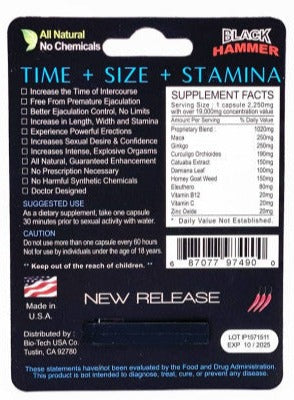 All Natural
No Chemicals
BLACK
HAMMER
TIME + SIZE + STAMINA
Increase the Time of Intercourse
Free From Premature Ejaculation
Better Ejaculation Control, No Limits
Increase in Length, Width and Stamina
Experience Powerful Erections
Increases Sexual Desire & Confidence
Increases Intense, Explosive Orgasms
All Natural, Guaranteed Enhancement
No Prescription Necessary
No Harmful Synthetic Chemicals
Doctor Designed
SUGGESTED USE
As a dietary supplement, take one capsule
30 minutes prior to sexual activity with water.
CAUTION
Do not use more than one capsule every 60 hours
Not for use by individuals under the age of 18 years.
** Keep out of the reach of children. **
SUPPLEMENT FACTS
Serving Size : 1 capsule 2,250mg
with over 19,000mg concentration value
Amount Per Serving % Daily Value
Proprietary Blend 1020mg
Maca 250mg
Ginkgo 250mg
Curculigo Orchioides 190mg
Catuaba Extract 150mg
Damiana Leaf 100mg
Horney Goat Weed 150mg
Eleuthero 80mg
Vitamin B12 20mg
Vitamin C 20mg
Zinc Oxide 20mg
* Daily Value Not Established.
6 87077 97490 0
Made in
U.S.A.
NEW RELEASE
Distributed by :
Bio-Tech USA Co.
Tustin, CA 92780
LOT IP1571511
EXP 10 / 2025
These statements have/not been evaluated by the Food and Drug Administration.
This product is not intended to diagnose, treat, cure, or prevent any disease.